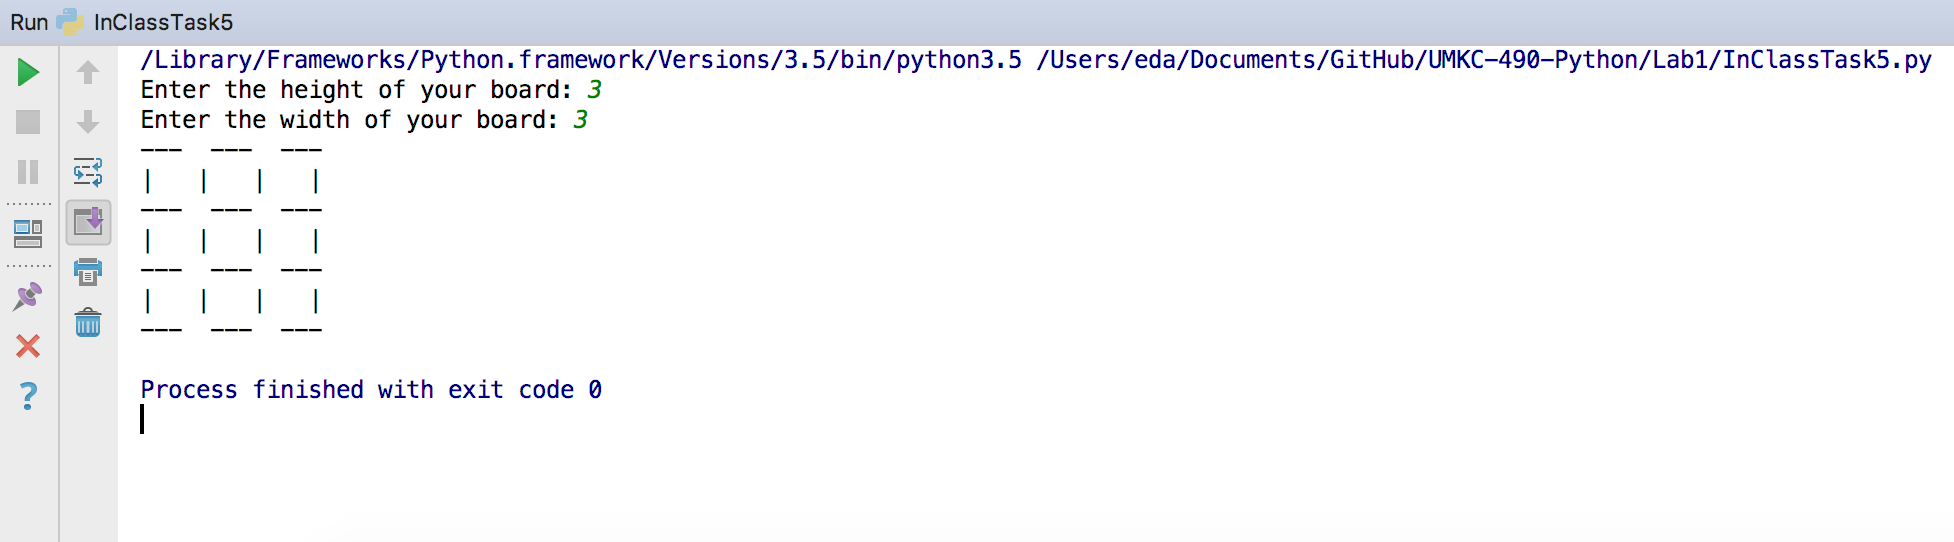 Run InClassTask5
/Library/Frameworks/Python.framework/Versions/3.5/bin/python3.5 /Users/eda/Documents/GitHub/UMKC-490-Python/Lab1/InClassTask5.py
Enter the height of your board: 3
Enter the width of your board: 3
---  ---  ---
|   |   |   |
---  ---  ---
|   |   |   |
---  ---  ---
|   |   |   |
---  ---  ---
Process finished with exit code 0